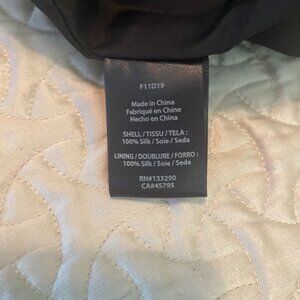 F11D19
Made in China
Fabriqué en Chine
Hecho en China
SHELL / TISSU / TELA :
100% Silk / Soie / Seda
LINING / DOUBLURE / FORRO :
100% Silk / Soie / Seda
RN#133290
CA#45795